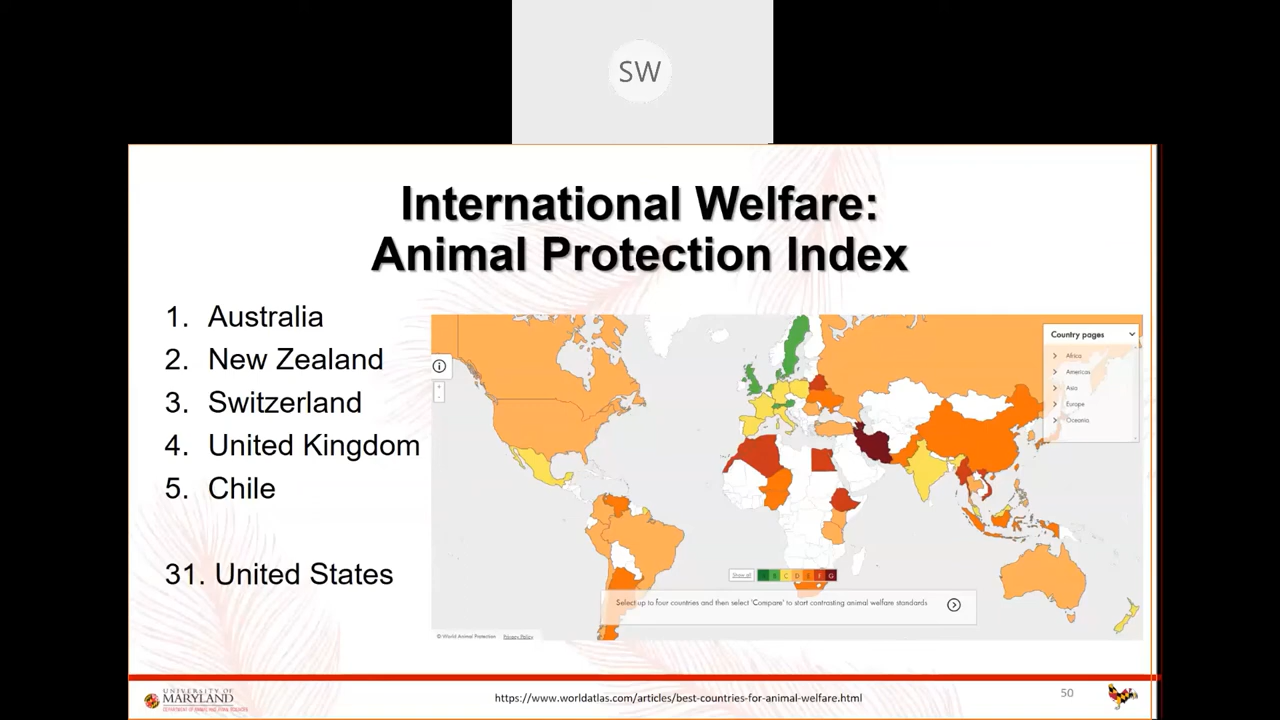 SW
International Welfare:
Animal Protection Index
1. Australia
2. New Zealand
3. Switzerland
4. United Kingdom
5. Chile
31. United States
Country pages
Africa
Americas
Asia
Europe
Oceania
Show all
B C D E F G
Select up to four countries and then select 'Compare' to start contrasting animal welfare standards
© World Animal Protection Privacy Policy
UNIVERSITY OF
MARYLAND
https://www.worldatlas.com/articles/best-countries-for-animal-welfare.html
50